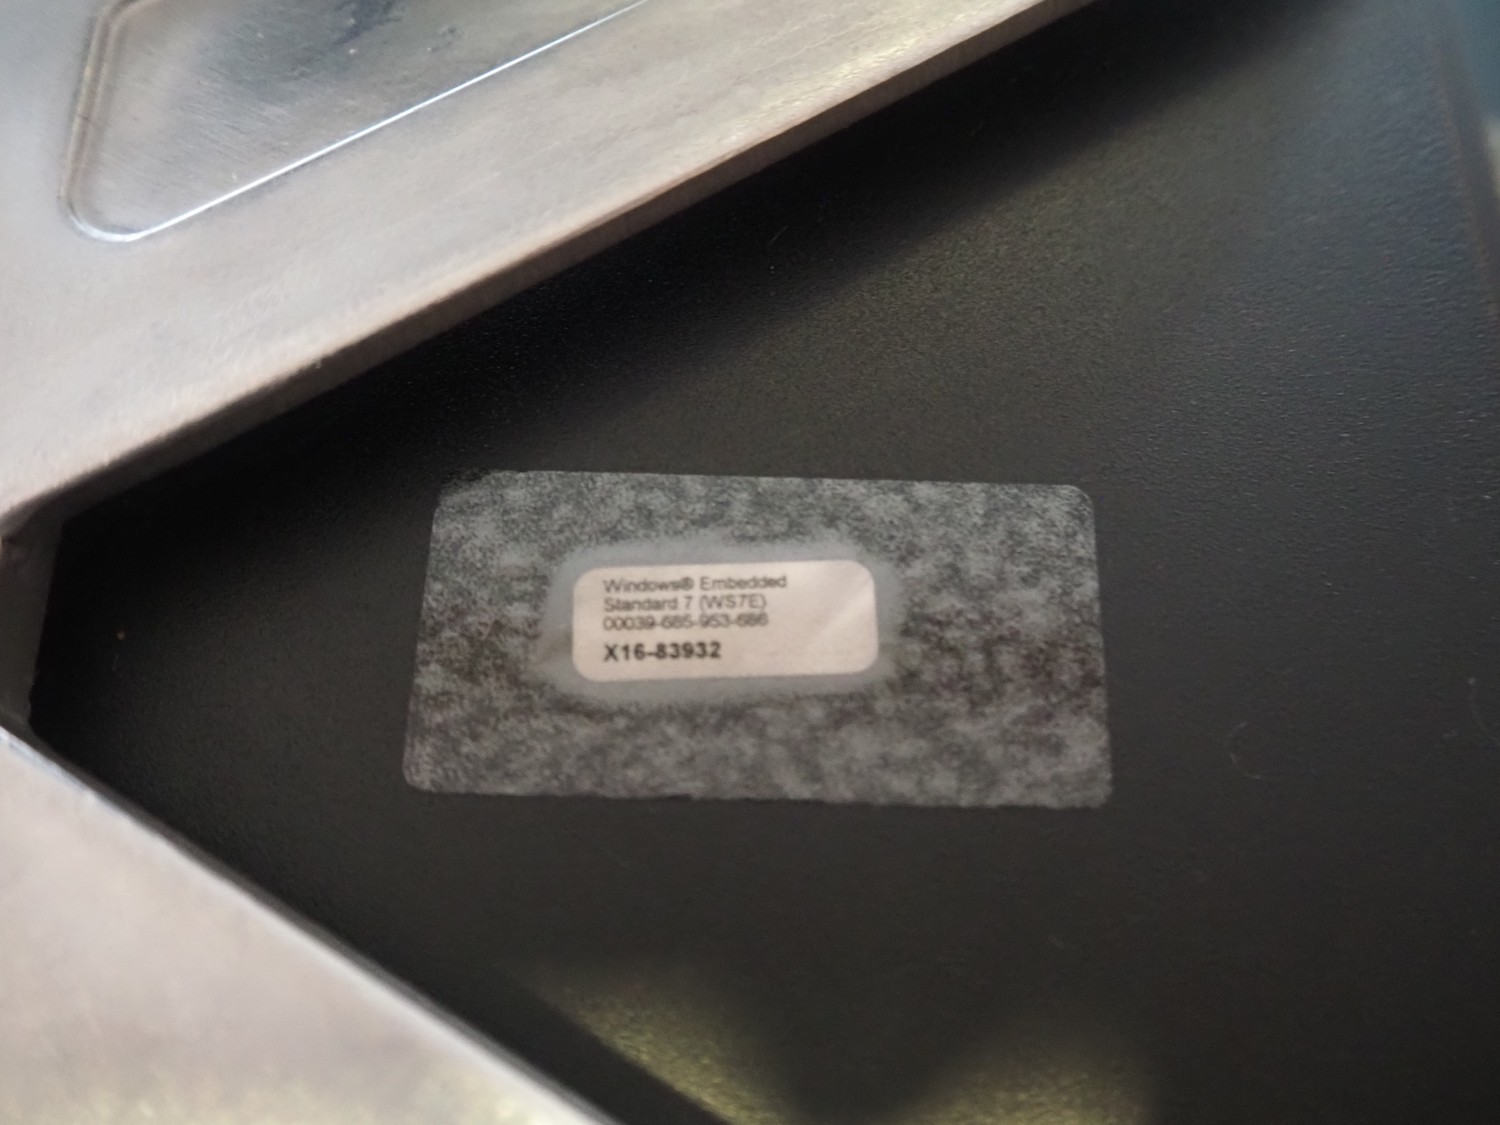 Windows® Embedded
Standard 7 (WS7E)
00039-685-953-686
X16-83932